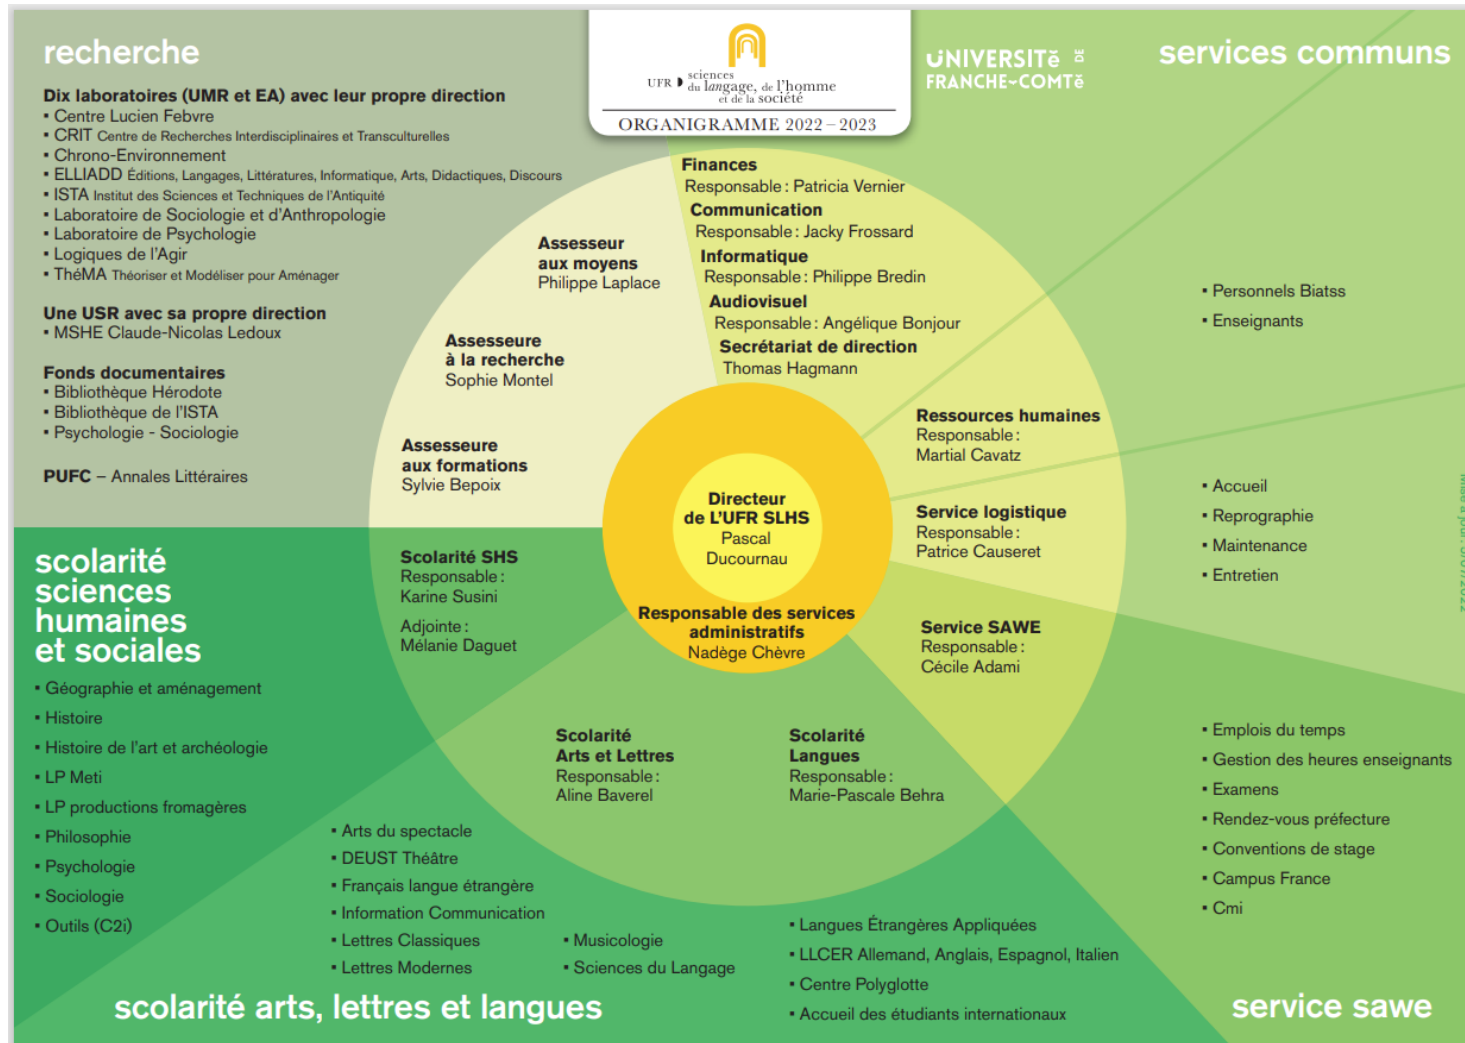 recherche
Dix laboratoires (UMR et EA) avec leur propre direction
▪ Centre Lucien Febvre
▪ CRIT Centre de Recherches Interdisciplinaires et Transculturelles
▪ Chrono-Environnement
▪ ELLIADD Éditions, Langages, Littératures, Informatique, Arts, Didactiques, Discours
▪ ISTA Institut des Sciences et Techniques de l'Antiquité
▪ Laboratoire de Sociologie et d'Anthropologie
▪ Laboratoire de Psychologie
▪ Logiques de l'Agir
▪ ThéMA Théoriser et Modéliser pour Aménager
Une USR avec sa propre direction
▪ MSHE Claude-Nicolas Ledoux
Fonds documentaires
▪ Bibliothèque Hérodote
▪ Bibliothèque de l'ISTA
▪ Psychologie - Sociologie
PUFC – Annales Littéraires
UFR sciences
du langage, de l'homme
et de la société
ORGANIGRAMME 2022 – 2023
UNIVERSITĕ DE
FRANCHE-COMTĕ
services communs
Assesseur
aux moyens
Philippe Laplace
Assesseure
à la recherche
Sophie Montel
Assesseure
aux formations
Sylvie Bepoix
Finances
Responsable : Patricia Vernier
Communication
Responsable : Jacky Frossard
Informatique
Responsable : Philippe Bredin
Audiovisuel
Responsable : Angélique Bonjour
Secrétariat de direction
Thomas Hagmann
Ressources humaines
Responsable :
Martial Cavatz
▪ Personnels Biatss
▪ Enseignants
Service logistique
Responsable :
Patrice Causeret
▪ Accueil
▪ Reprographie
▪ Maintenance
▪ Entretien
Directeur
de L'UFR SLHS
Pascal
Ducournau
Responsable des services
administratifs
Nadège Chèvre
Service SAWE
Responsable :
Cécile Adami
▪ Emplois du temps
▪ Gestion des heures enseignants
▪ Examens
▪ Rendez-vous préfecture
▪ Conventions de stage
▪ Campus France
▪ Cmi
service sawe
scolarité
sciences
humaines
et sociales
▪ Géographie et aménagement
▪ Histoire
▪ Histoire de l'art et archéologie
▪ LP Meti
▪ LP productions fromagères
▪ Philosophie
▪ Psychologie
▪ Sociologie
▪ Outils (C2i)
Scolarité SHS
Responsable :
Karine Susini
Adjointe :
Mélanie Daguet
Scolarité
Arts et Lettres
Responsable :
Aline Baverel
Scolarité
Langues
Responsable :
Marie-Pascale Behra
▪ Arts du spectacle
▪ DEUST Théâtre
▪ Français langue étrangère
▪ Information Communication
▪ Lettres Classiques
▪ Lettres Modernes
▪ Musicologie
▪ Sciences du Langage
▪ Langues Étrangères Appliquées
▪ LLCER Allemand, Anglais, Espagnol, Italien
▪ Centre Polyglotte
▪ Accueil des étudiants internationaux
scolarité arts, lettres et langues